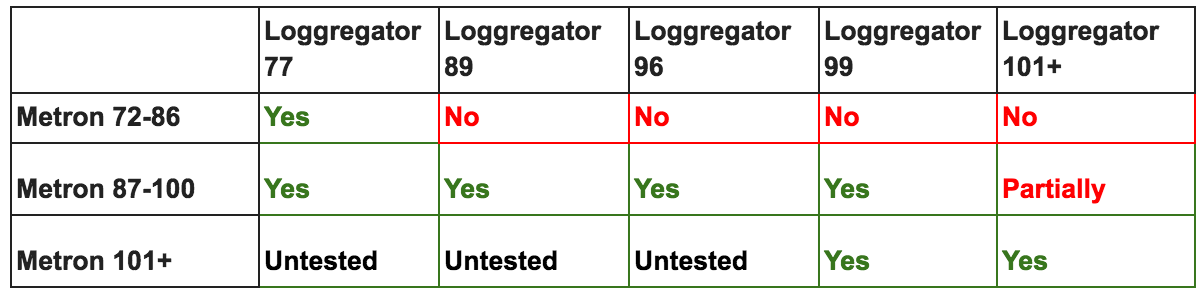 Loggregator 77 Loggregator 89 Loggregator 96 Loggregator 99 Loggregator 101+
Metron 72-86 Yes No No No No
Metron 87-100 Yes Yes Yes Yes Partially
Metron 101+ Untested Untested Untested Yes Yes